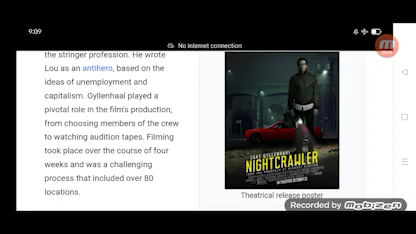 9:09
No internet connection
the stringer profession. He wrote
Lou as an antihero, based on the
ideas of unemployment and
capitalism. Gyllenhaal played a
pivotal role in the film's production,
from choosing members of the crew
to watching audition tapes. Filming
took place over the course of four
weeks and was a challenging
process that included over 80
locations.
JAKE GYLLENHAAL
NIGHTCRAWLER
Theatrical release poster
Recorded by mobizen